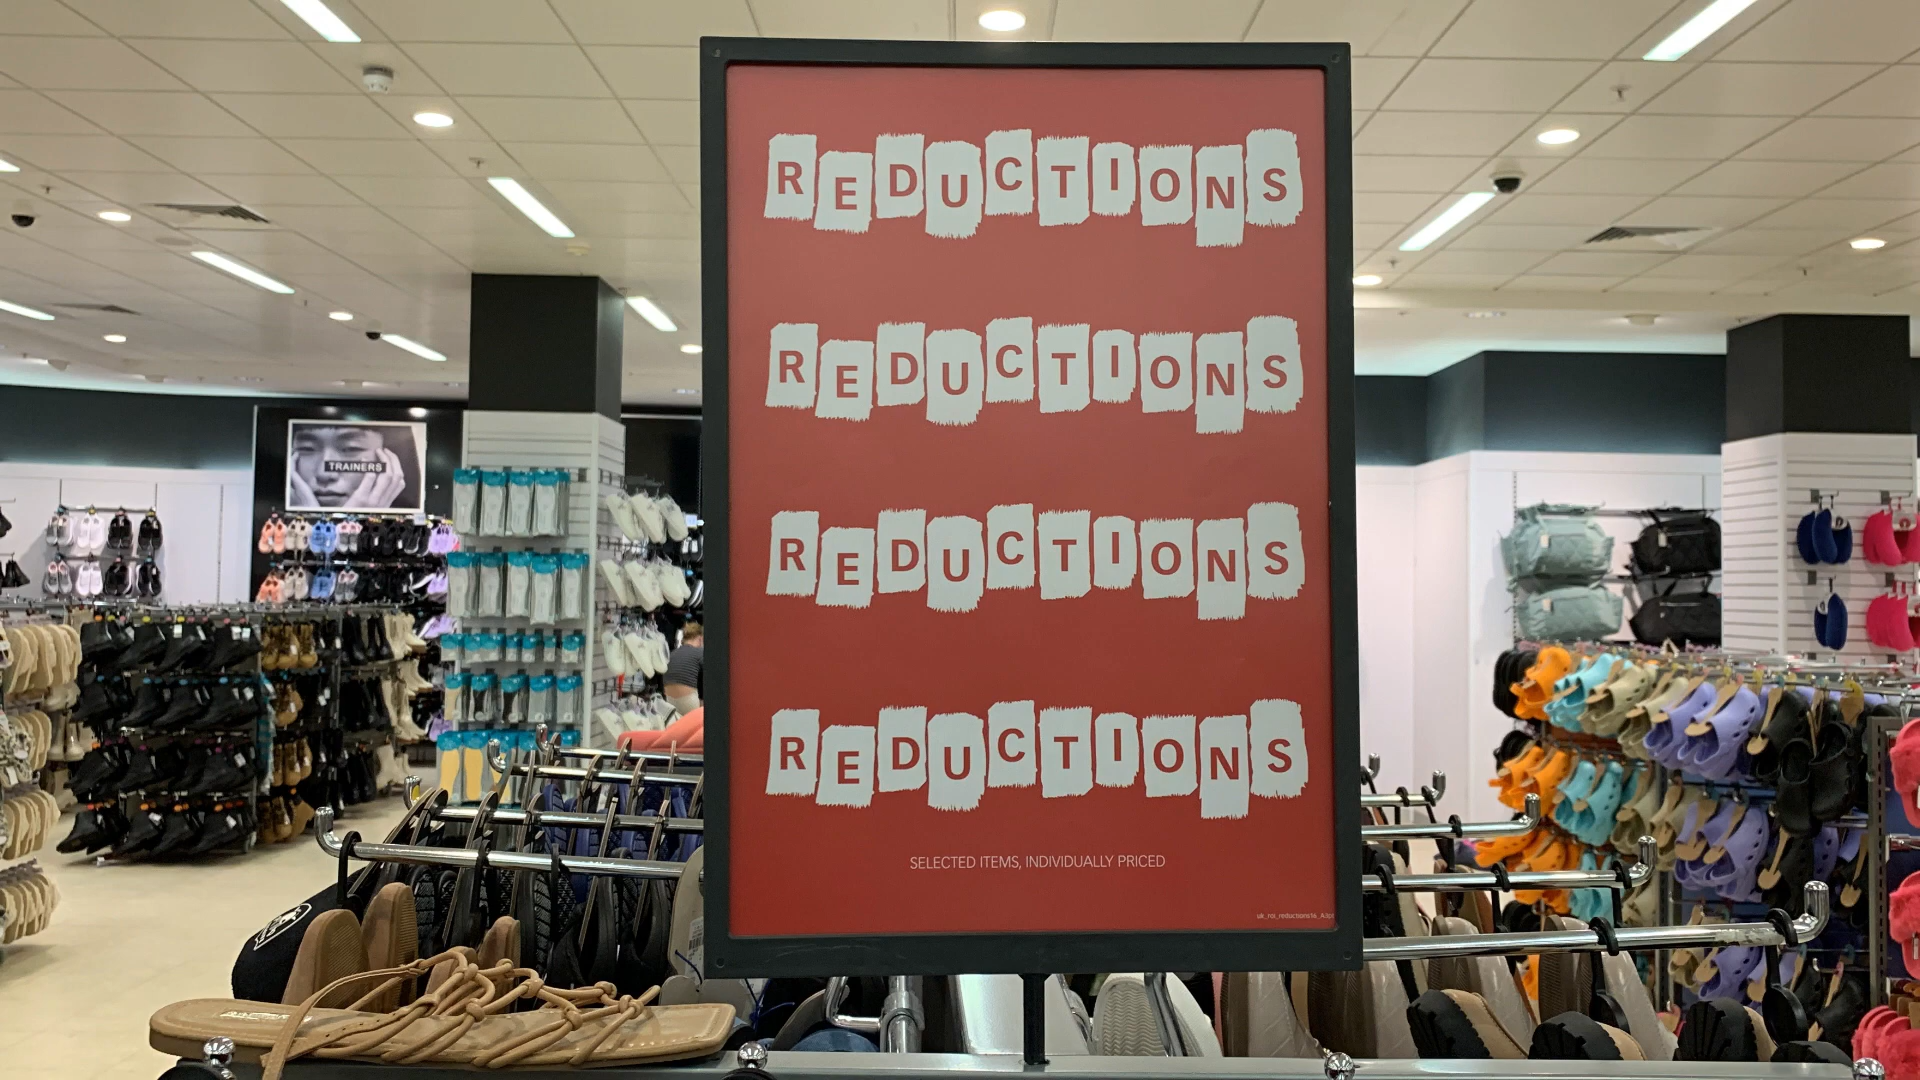 REDUCTIONS
REDUCTIONS
TRAINERS
REDUCTIONS
REDUCTIONS
SELECTED ITEMS, INDIVIDUALLY PRICED